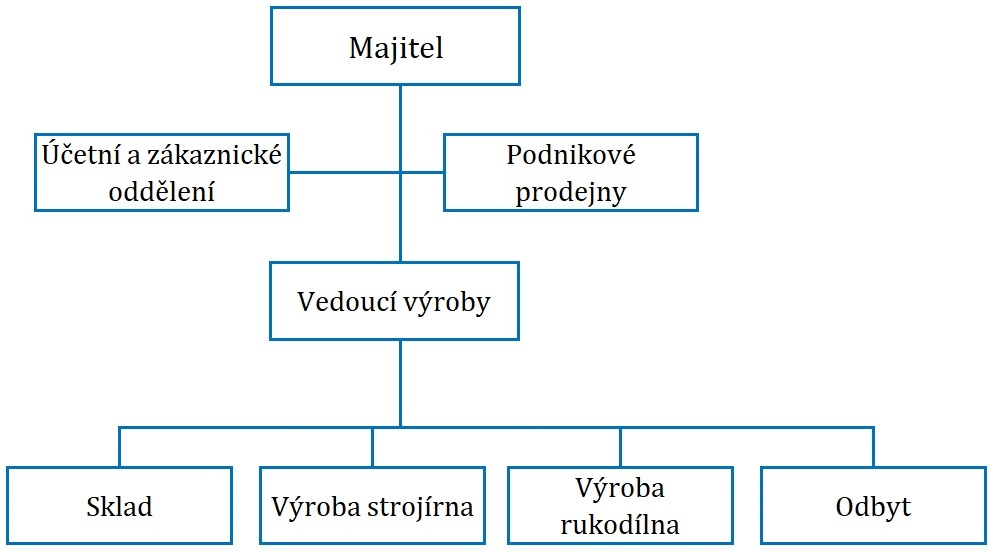 Majitel
Účetní a zákaznické
oddělení
Podnikové
prodejny
Vedoucí výroby
Sklad
Výroba strojírna
Výroba
rukodílna
Odbyt